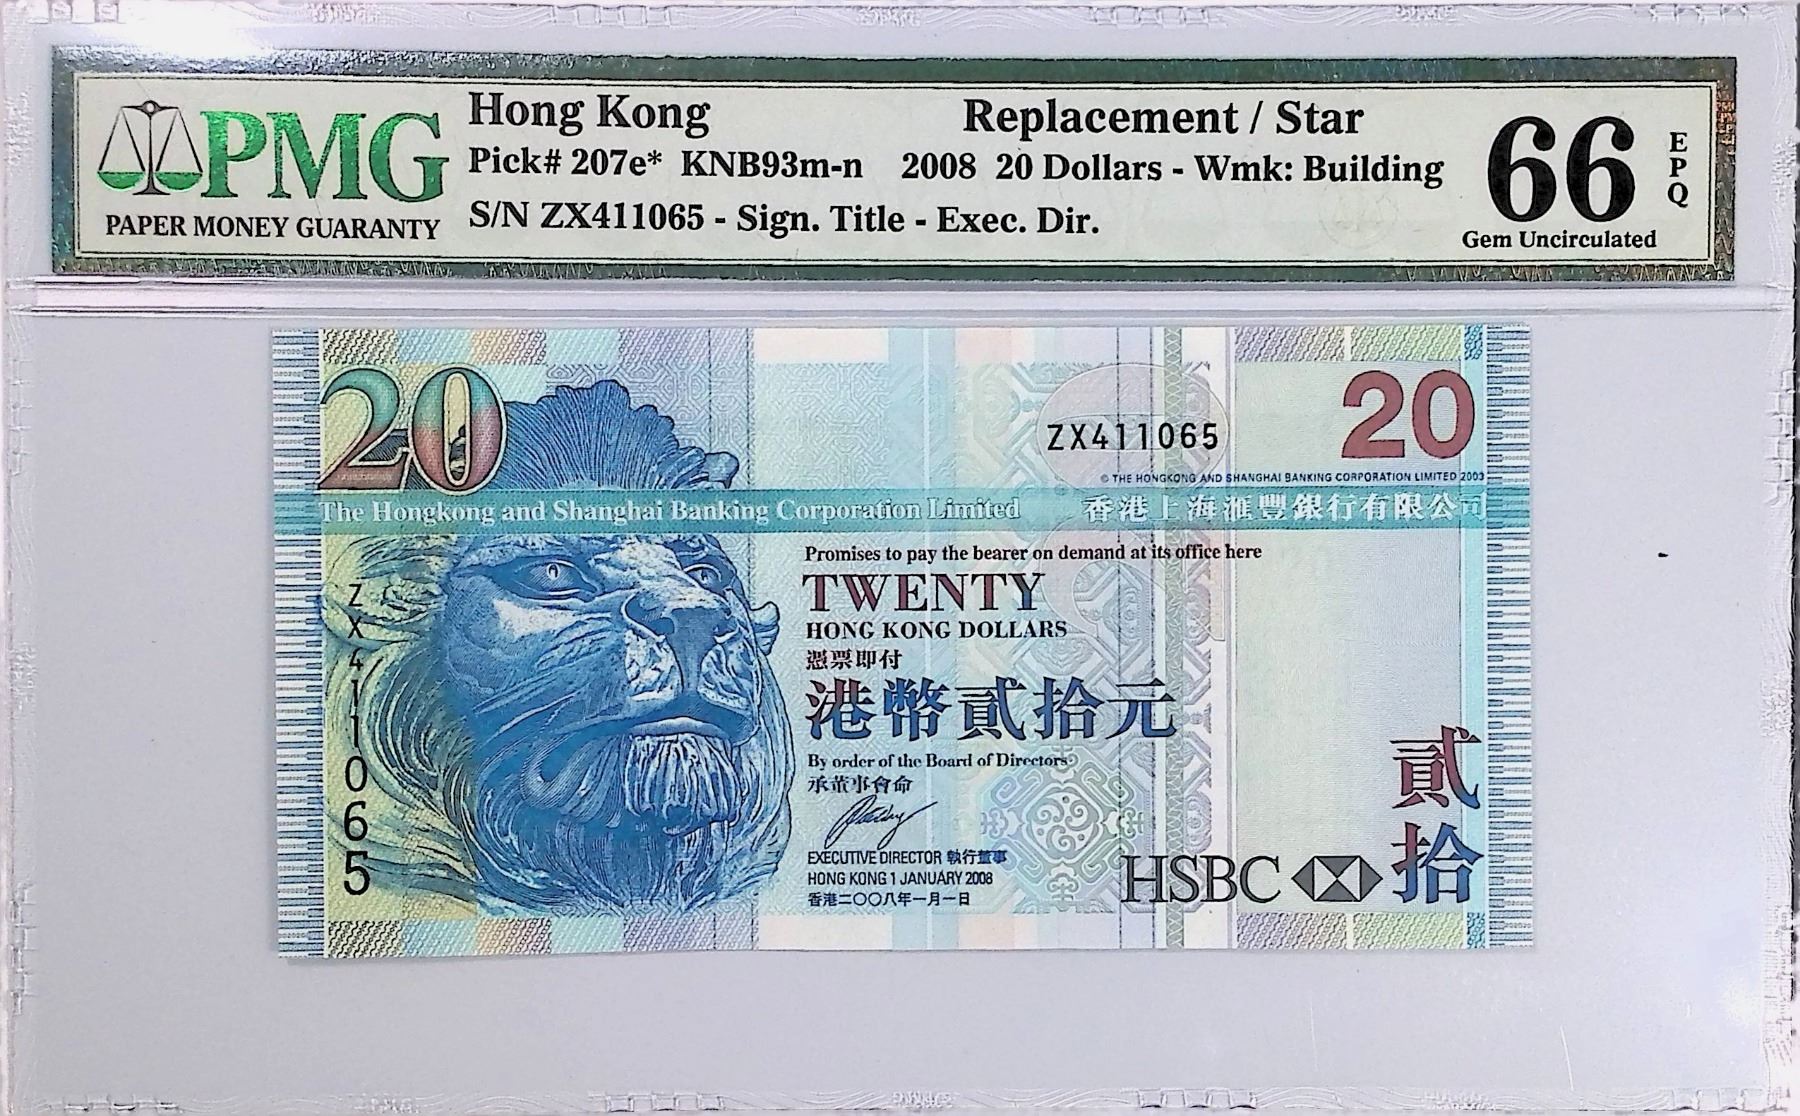 PMG
PAPER MONEY GUARANTY
Hong Kong Replacement / Star
Pick# 207e* KNB93m-n 2008 20 Dollars - Wmk: Building
S/N ZX411065 - Sign. Title - Exec. Dir.
66
EPQ
Gem Uncirculated
20
ZX411065
20
© THE HONGKONG AND SHANGHAI BANKING CORPORATION LIMITED 2003
The Hongkong and Shanghai Banking Corporation Limited 香港上海滙豐銀行有限公司
Promises to pay the bearer on demand at its office here
TWENTY
HONG KONG DOLLARS
憑票即付
港幣貳拾元
By order of the Board of Directors
承董事會命
EXECUTIVE DIRECTOR 執行董事
HONG KONG 1 JANUARY 2008
香港二〇〇八年一月一日
ZX411065
HSBC
貳拾